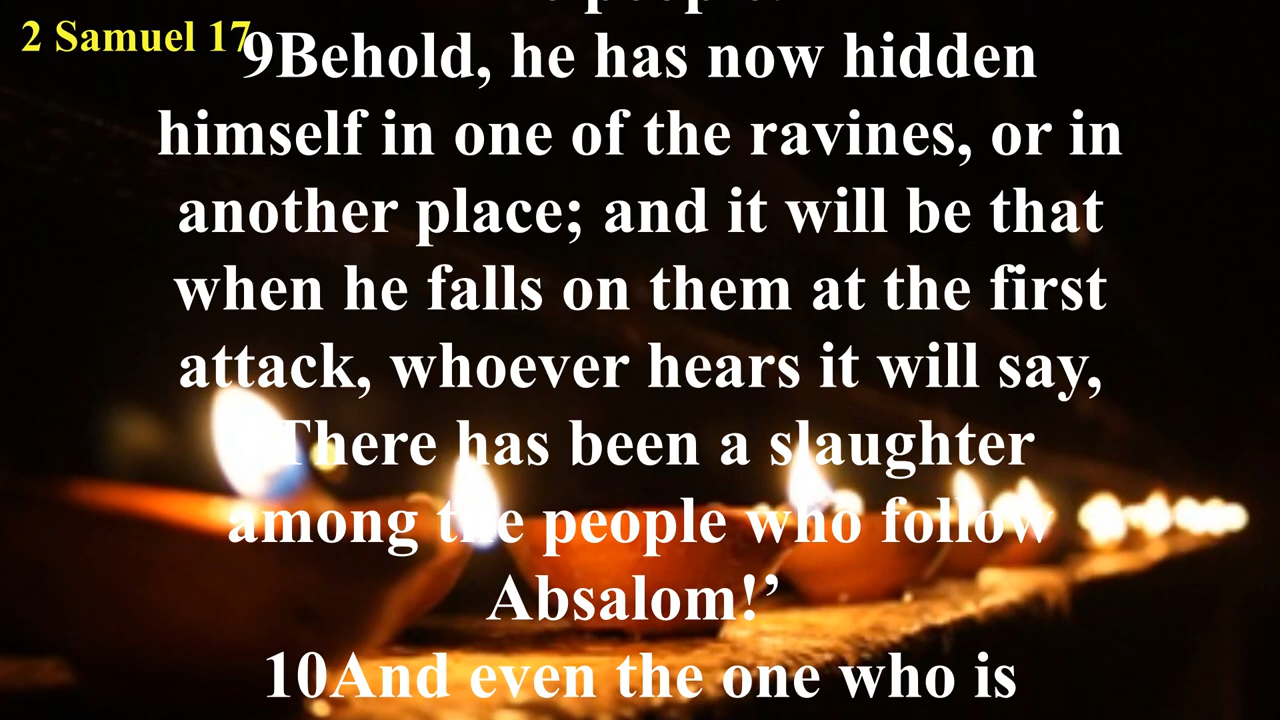 2 Samuel 17
9Behold, he has now hidden
himself in one of the ravines, or in
another place; and it will be that
when he falls on them at the first
attack, whoever hears it will say,
‘There has been a slaughter
among the people who follow
Absalom!’
10And even the one who is